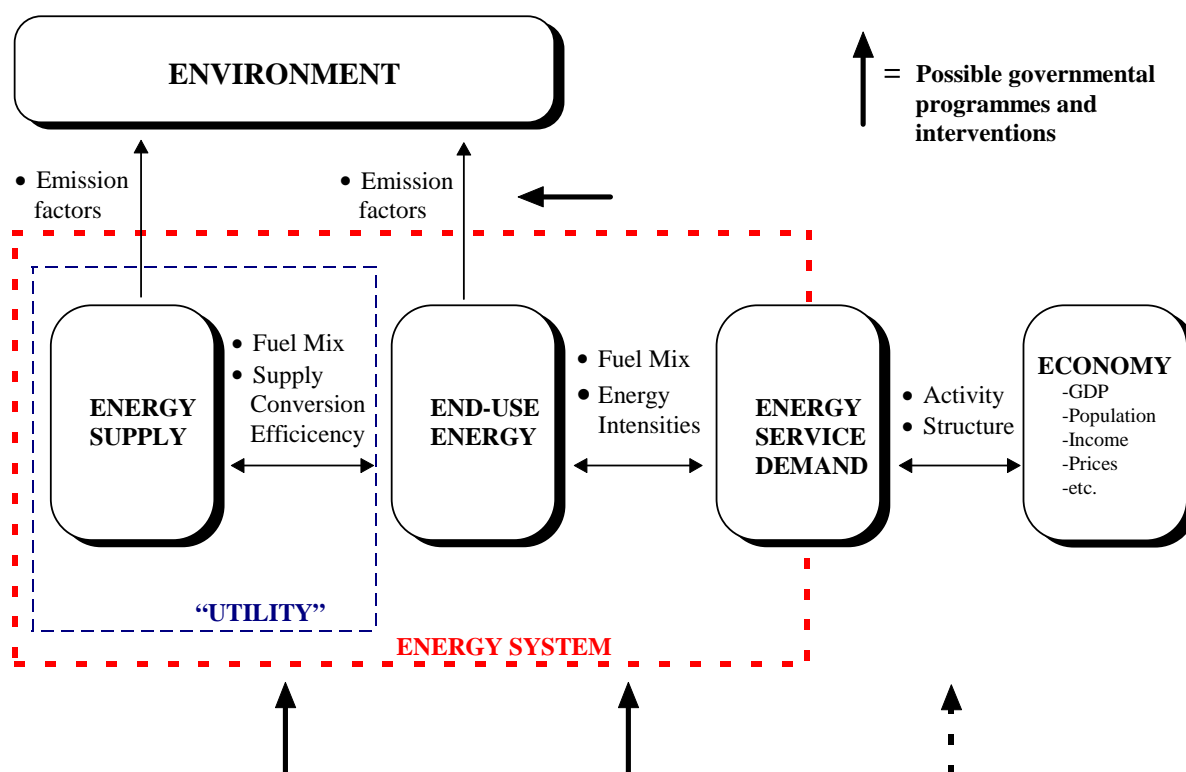 ENVIRONMENT
= Possible governmental
programmes and
interventions
• Emission
factors
• Emission
factors
ENERGY
SUPPLY
• Fuel Mix
• Supply
Conversion
Efficicency
END-USE
ENERGY
• Fuel Mix
• Energy
Intensities
ENERGY
SERVICE
DEMAND
• Activity
• Structure
ECONOMY
-GDP
-Population
-Income
-Prices
-etc.
“UTILITY”
ENERGY SYSTEM